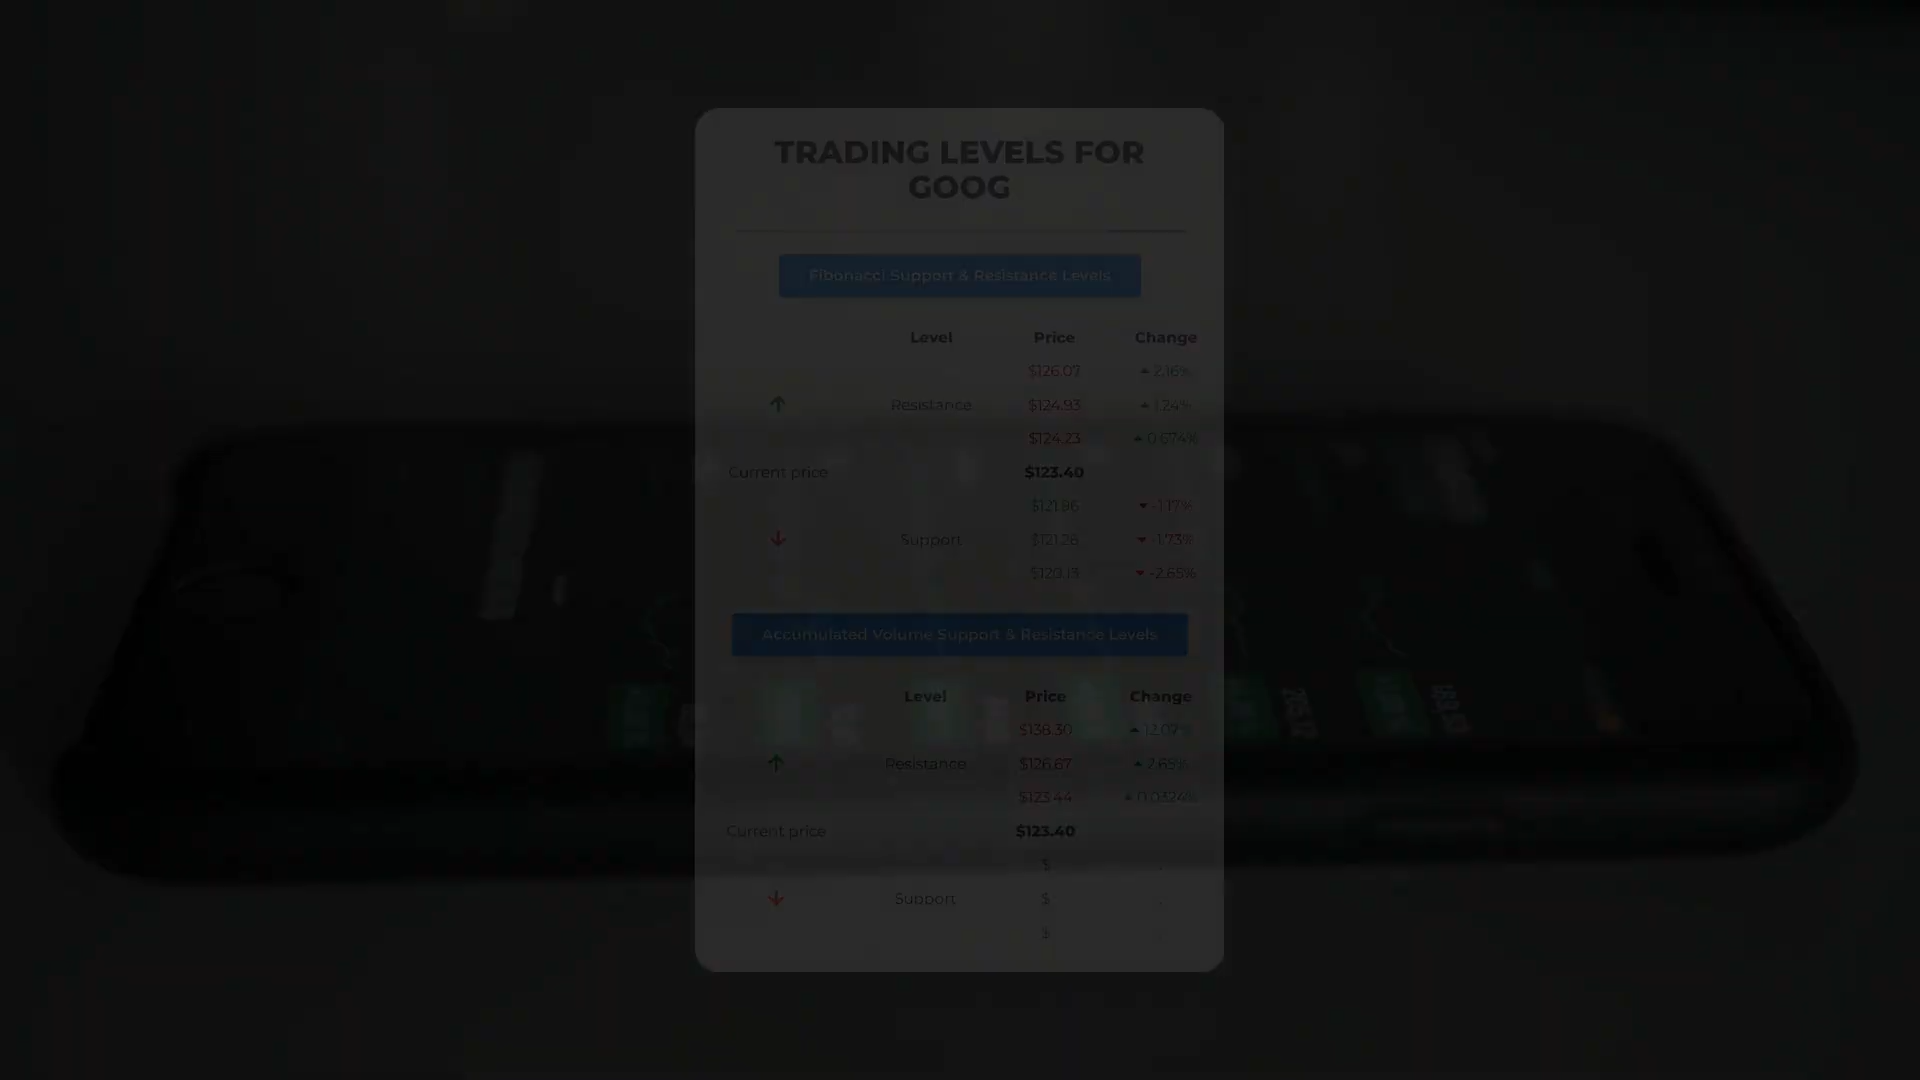 TRADING LEVELS FOR
GOOG
Fibonacci Support & Resistance Levels
Level Price Change
$126.07 2.16%
Resistance $124.93 1.24%
$124.23 0.674%
Current price $123.40
$121.96 -1.17%
Support $121.26 -1.73%
$120.13 -2.65%
Accumulated Volume Support & Resistance Levels
Level Price Change
$138.30 12.07%
Resistance $126.67 2.65%
$123.44 0.0324%
Current price $123.40
$
Support $
$